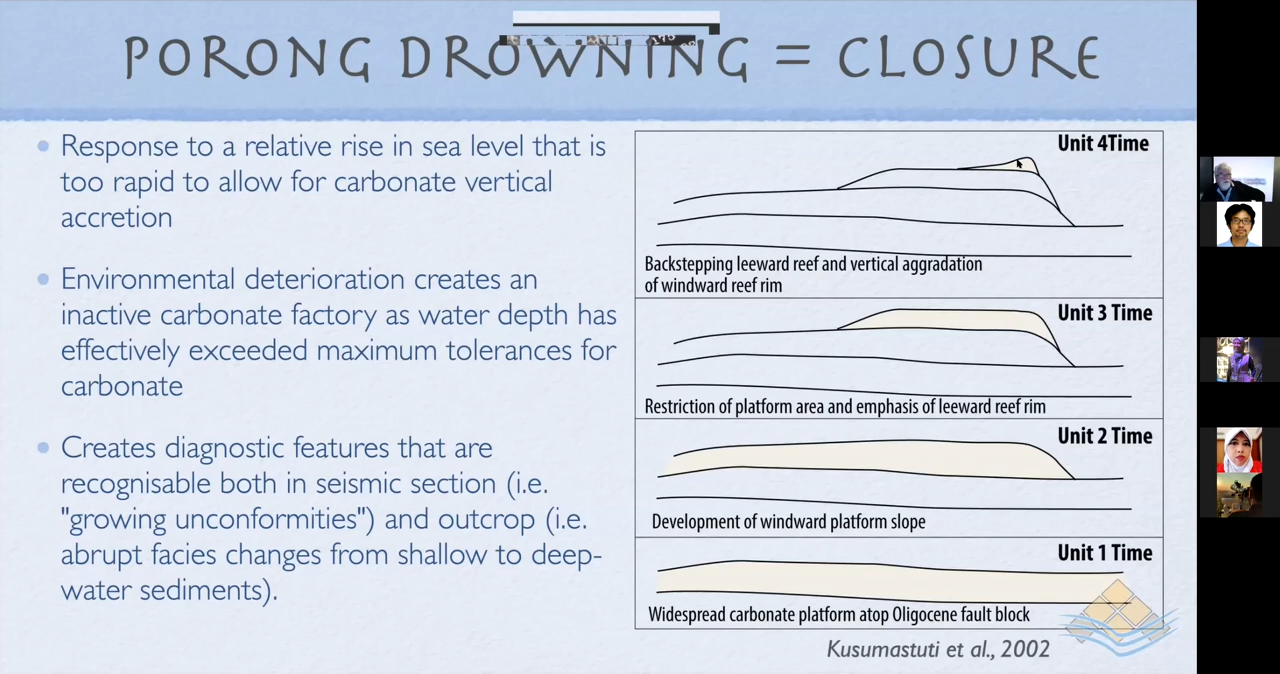 PORONG DROWNING = CLOSURE
Response to a relative rise in sea level that is
too rapid to allow for carbonate vertical
accretion
Environmental deterioration creates an
inactive carbonate factory as water depth has
effectively exceeded maximum tolerances for
carbonate
Creates diagnostic features that are
recognisable both in seismic section (i.e.
"growing unconformities") and outcrop (i.e.
abrupt facies changes from shallow to deep-
water sediments).
Unit 4Time
Backstepping leeward reef and vertical aggradation
of windward reef rim
Unit 3 Time
Restriction of platform area and emphasis of leeward reef rim
Unit 2 Time
Development of windward platform slope
Unit 1 Time
Widespread carbonate platform atop Oligocene fault block
Kusumastuti et al., 2002